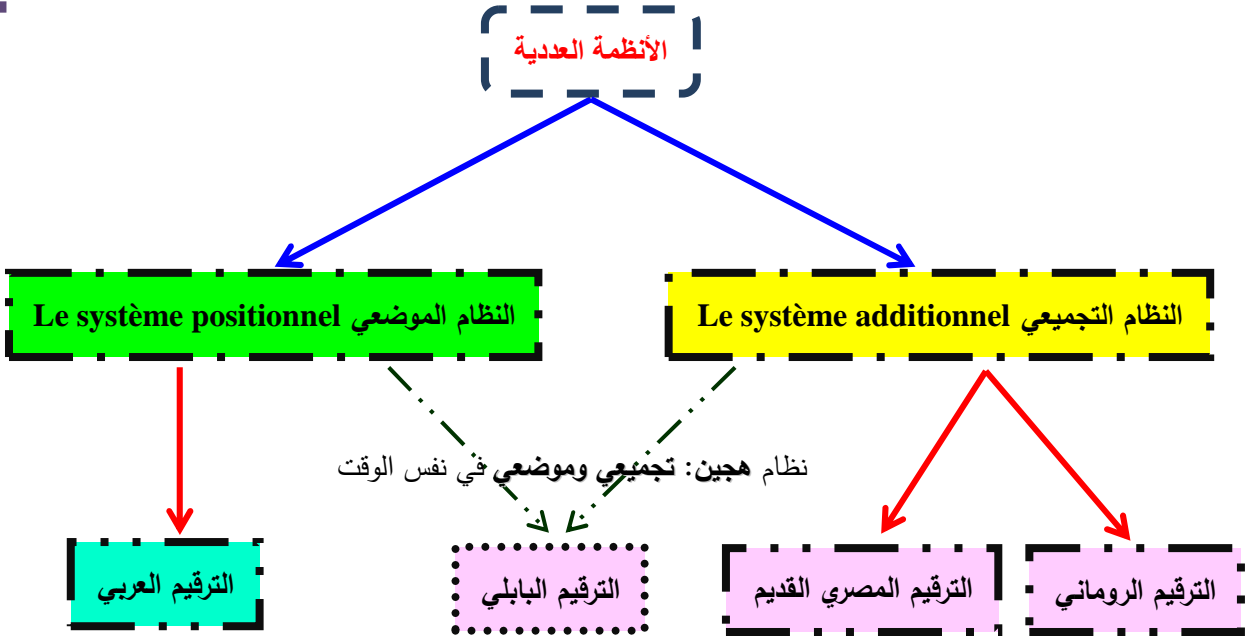 الأنظمة العددية
النظام التجميعي Le système additionnel
النظام الموضعي Le système positionnel
نظام هجين: تجميعي وموضعي في نفس الوقت
الترقيم الروماني
الترقيم المصري القديم
الترقيم البابلي
الترقيم العربي